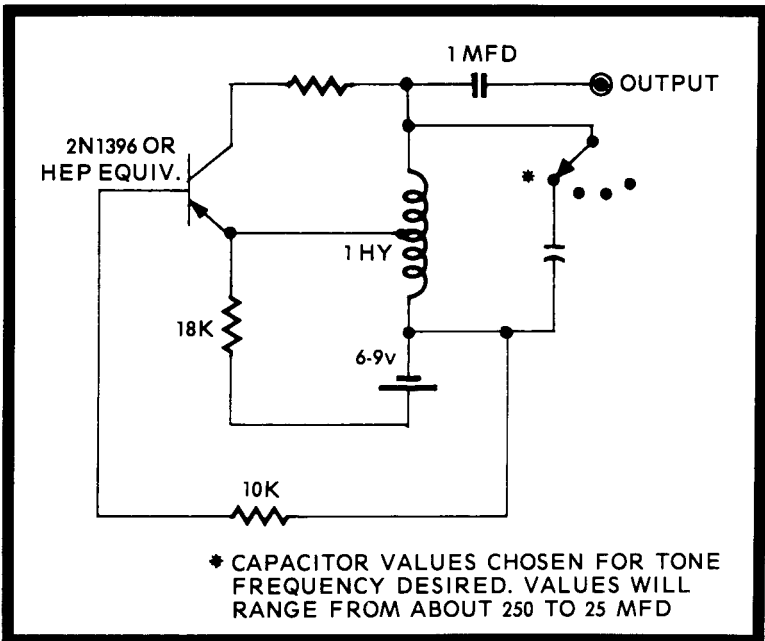 1 MFD
OUTPUT
2N1396 OR
HEP EQUIV.
*
1 HY
18K
6-9v
10K
* CAPACITOR VALUES CHOSEN FOR TONE
FREQUENCY DESIRED. VALUES WILL
RANGE FROM ABOUT 250 TO 25 MFD